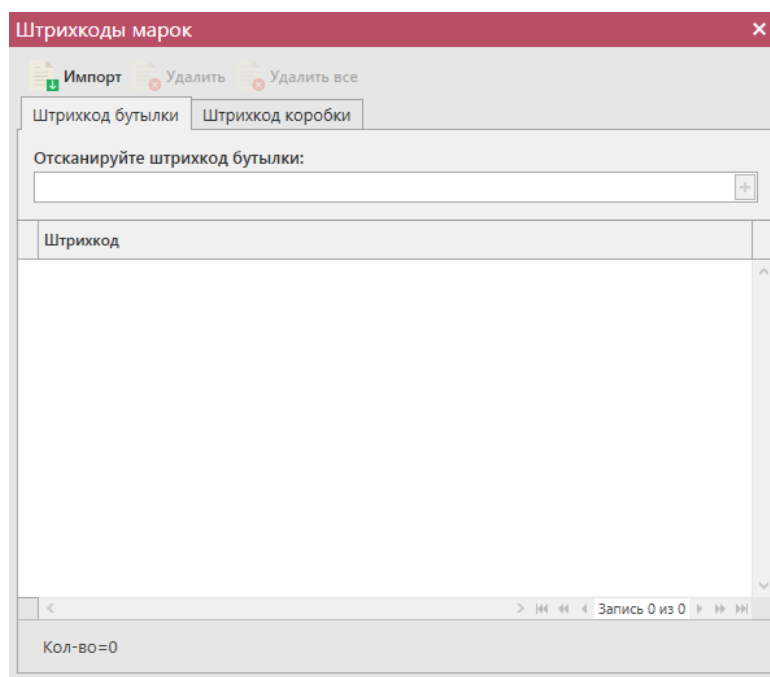 Штрихкоды марок
Импорт Удалить Удалить все
Штрихкод бутылки Штрихкод коробки
Отсканируйте штрихкод бутылки:
Штрихкод
Запись 0 из 0
Кол-во=0